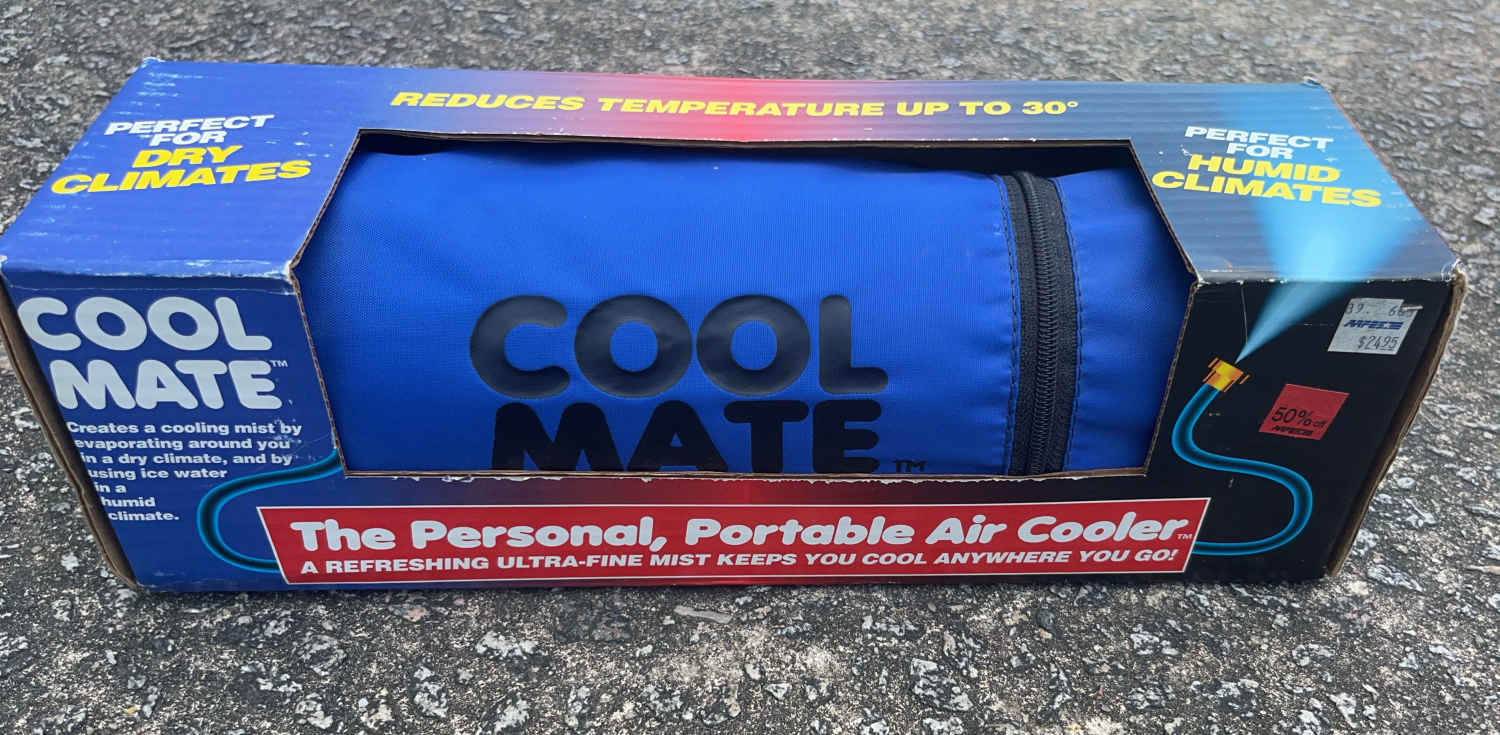 REDUCES TEMPERATURE UP TO 30°
PERFECT
FOR
DRY
CLIMATES
PERFECT
FOR
HUMID
CLIMATES
COOL
MATE™
Creates a cooling mist by
evaporating around you
in a dry climate, and by
using ice water
in a
humid
climate.
COOL
MATE™
$24.95
50% off
The Personal, Portable Air Cooler™
A REFRESHING ULTRA-FINE MIST KEEPS YOU COOL ANYWHERE YOU GO!